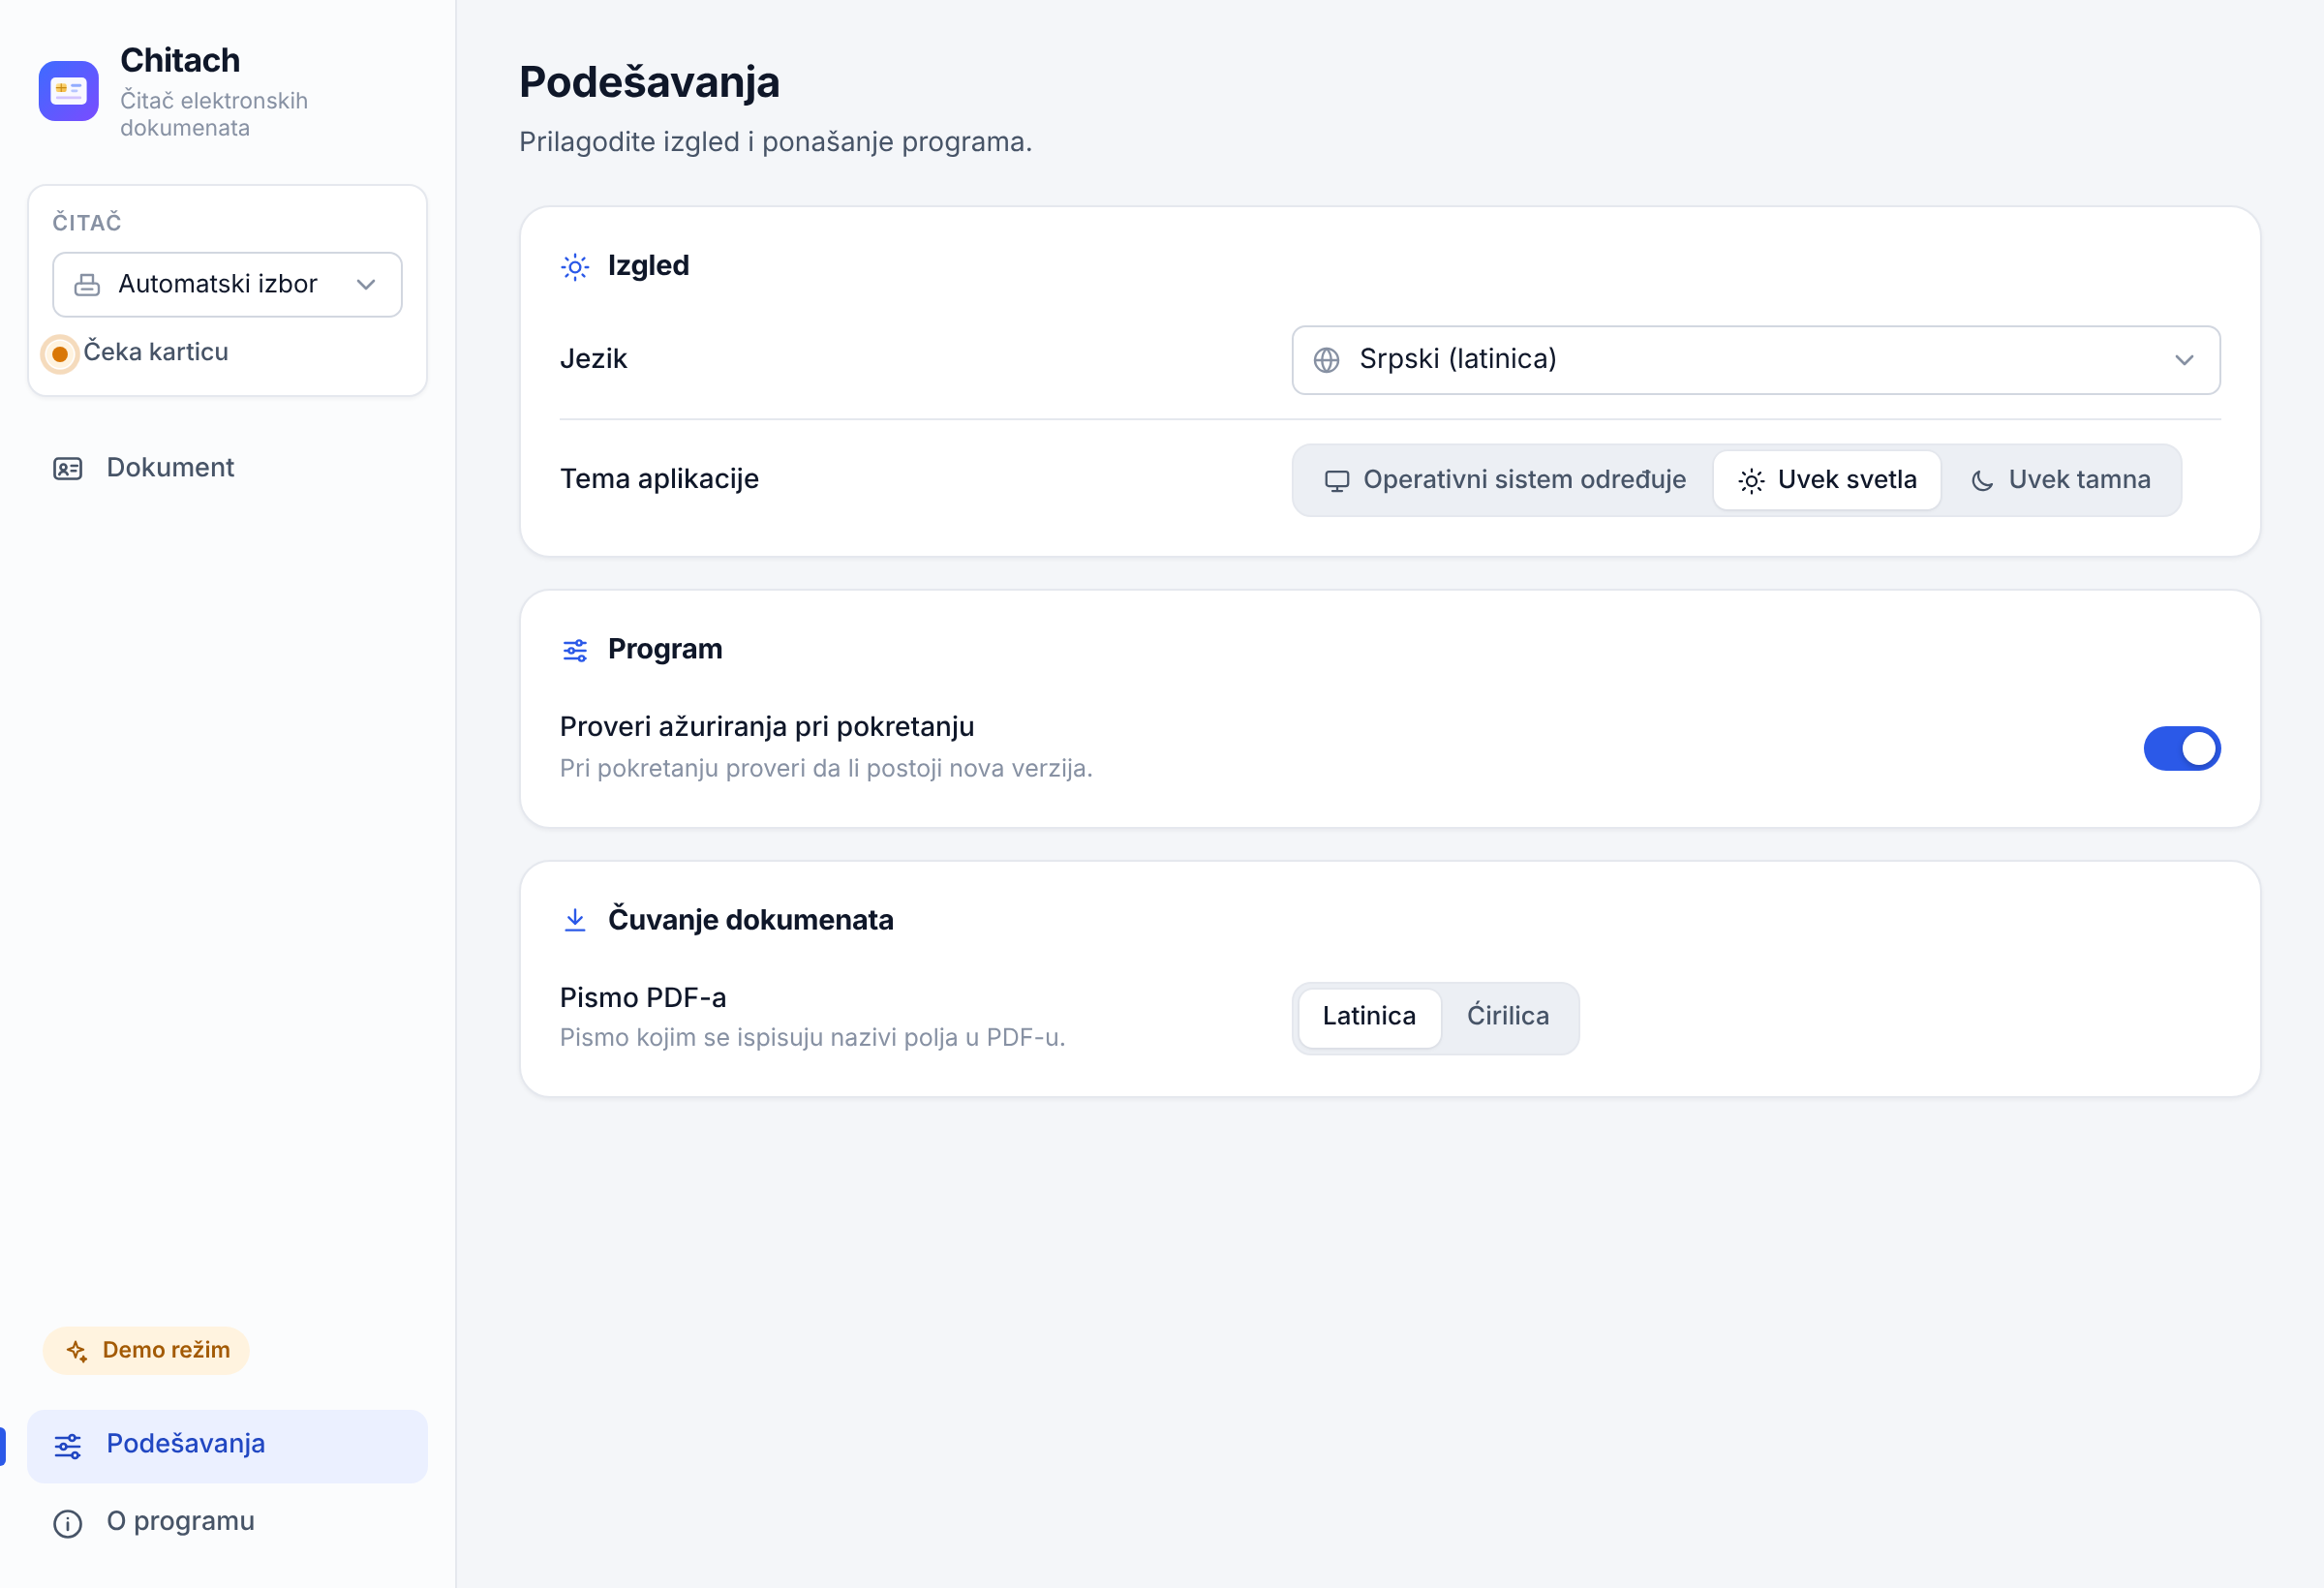 Chitach
Čitač elektronskih
dokumenata
ČITAČ
Automatski izbor
Čeka karticu
Dokument
Demo režim
Podešavanja
O programu
Podešavanja
Prilagodite izgled i ponašanje programa.
Izgled
Jezik
Srpski (latinica)
Tema aplikacije
Operativni sistem određuje
Uvek svetla
Uvek tamna
Program
Proveri ažuriranja pri pokretanju
Pri pokretanju proveri da li postoji nova verzija.
Čuvanje dokumenata
Pismo PDF-a
Pismo kojim se ispisuju nazivi polja u PDF-u.
Latinica
Ćirilica